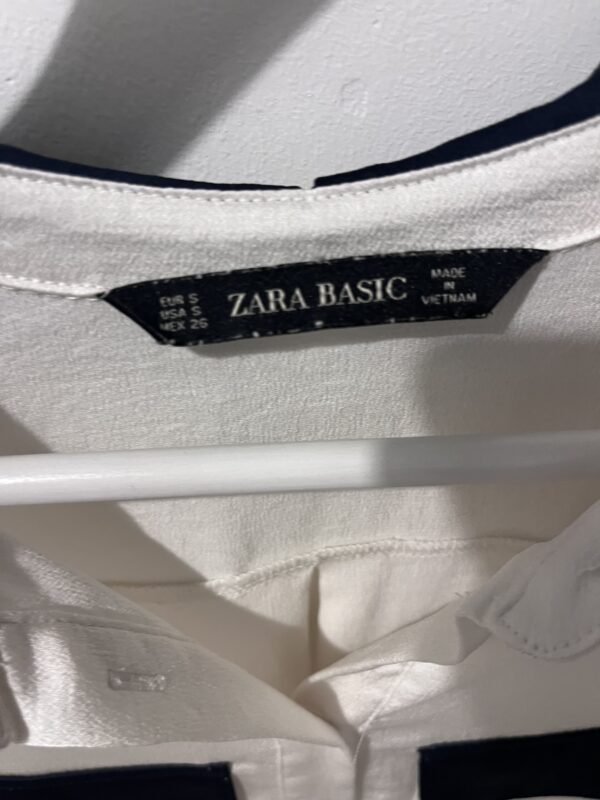 EUR S
USA S
MEX 26
ZARA BASIC
MADE
IN
VIETNAM